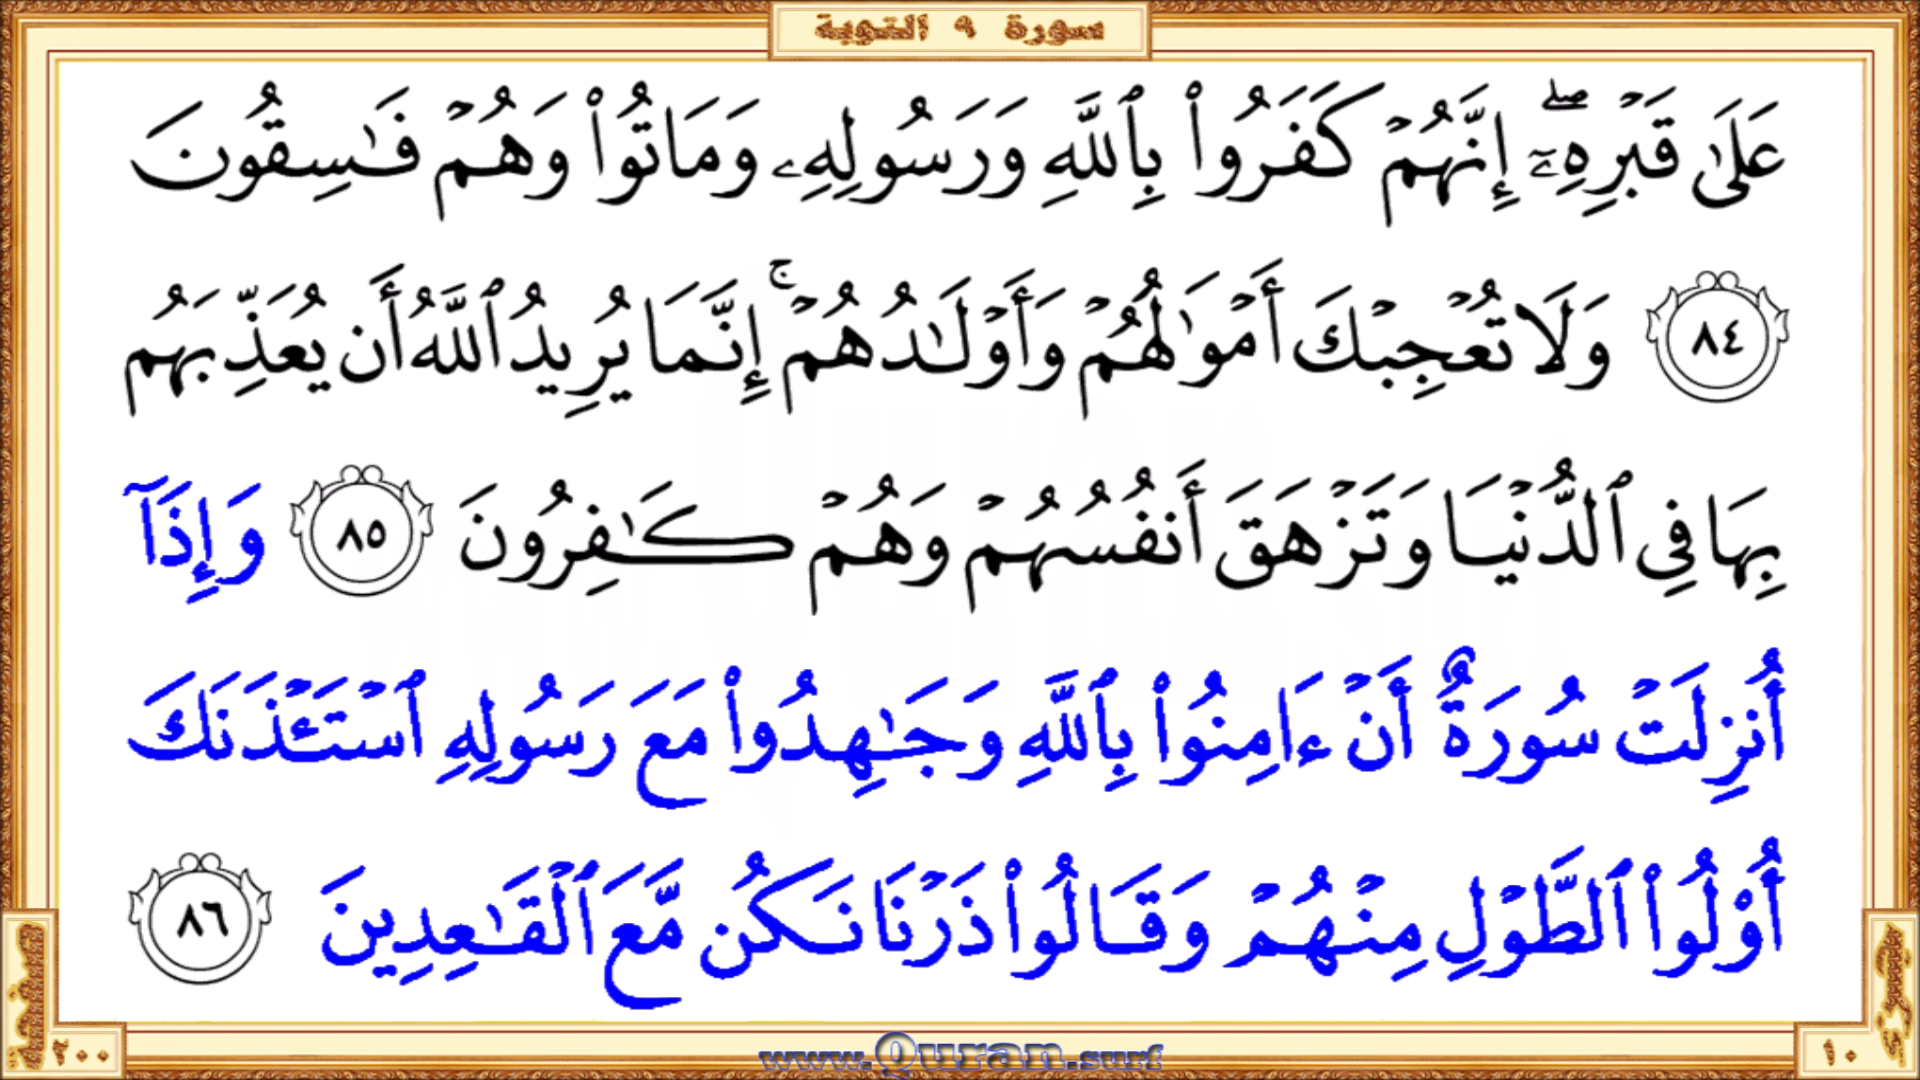 سورة ٩ التوبة
عَلَىٰ قَبْرِهِۦٓ ۖ إِنَّهُمْ كَفَرُوا۟ بِٱللَّهِ وَرَسُولِهِۦ وَمَاتُوا۟ وَهُمْ فَـٰسِقُونَ
٨٤ وَلَا تُعْجِبْكَ أَمْوَٰلُهُمْ وَأَوْلَـٰدُهُمْ ۚ إِنَّمَا يُرِيدُ ٱللَّهُ أَن يُعَذِّبَهُم
بِهَا فِى ٱلدُّنْيَا وَتَزْهَقَ أَنفُسُهُمْ وَهُمْ كَـٰفِرُونَ ٨٥ وَإِذَآ
أُنزِلَتْ سُورَةٌ أَنْ ءَامِنُوا۟ بِٱللَّهِ وَجَـٰهِدُوا۟ مَعَ رَسُولِهِ ٱسْتَـْٔذَنَكَ
أُو۟لُوا۟ ٱلطَّوْلِ مِنْهُمْ وَقَالُوا۟ ذَرْنَا نَكُن مَّعَ ٱلْقَـٰعِدِينَ ٨٦
صفحة ٢٠٠
١٠
www.Quran.surf